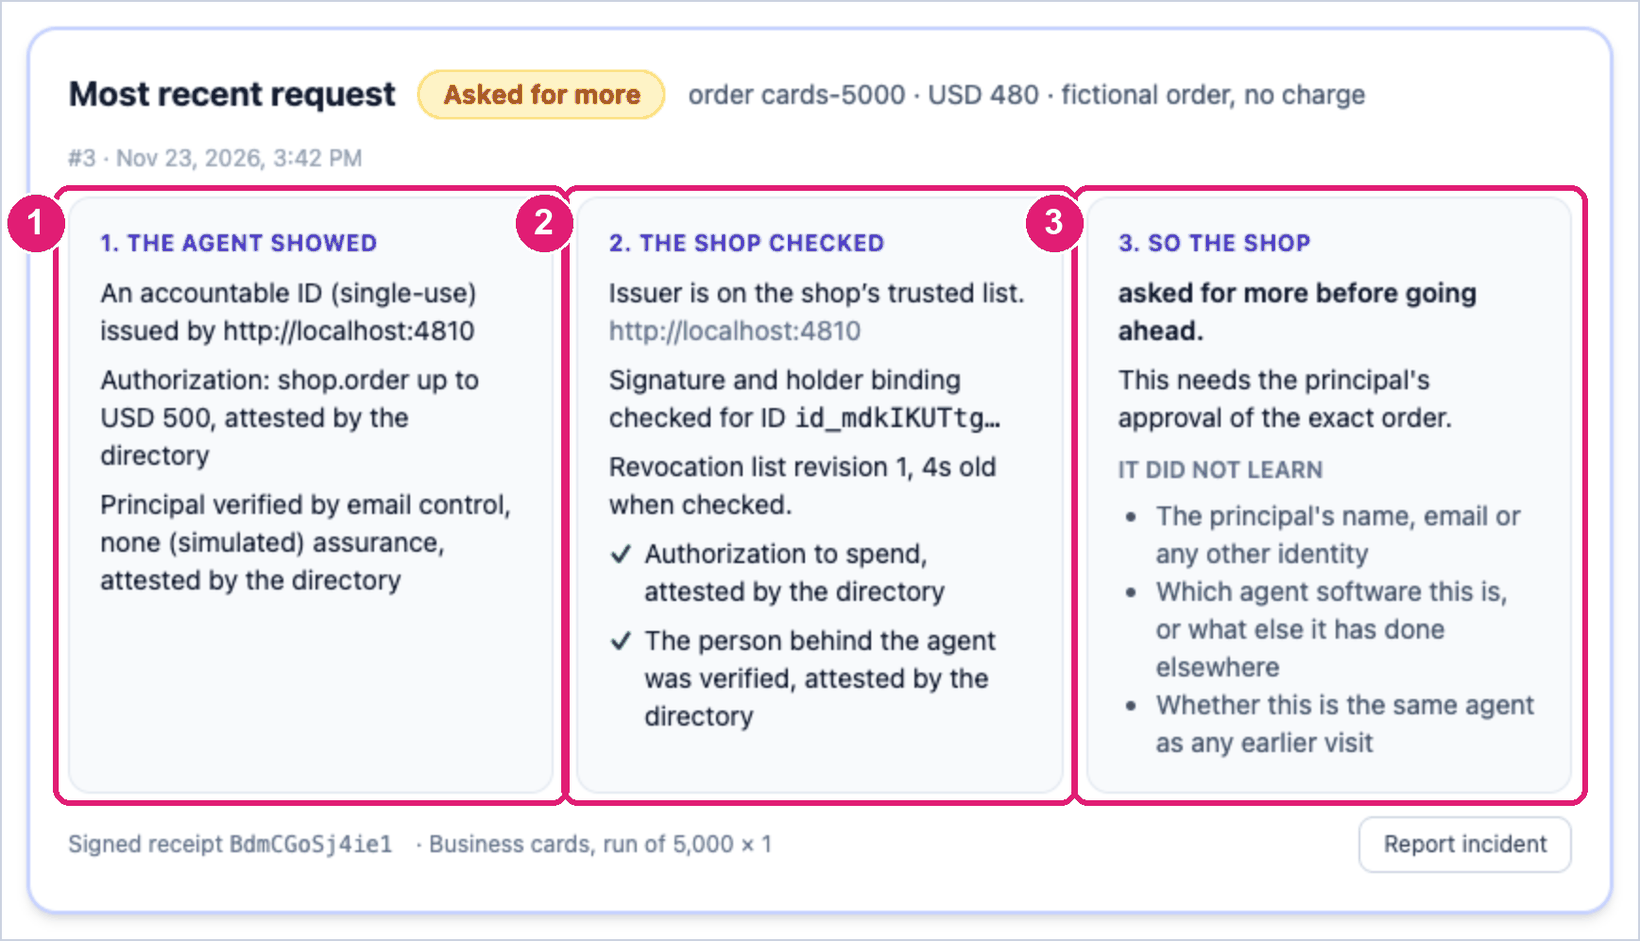 Most recent request Asked for more order cards-5000 · USD 480 · fictional order, no charge
#3 · Nov 23, 2026, 3:42 PM
1
1. THE AGENT SHOWED
An accountable ID (single-use)
issued by http://localhost:4810
Authorization: shop.order up to
USD 500, attested by the
directory
Principal verified by email control,
none (simulated) assurance,
attested by the directory
2
2. THE SHOP CHECKED
Issuer is on the shop's trusted list.
http://localhost:4810
Signature and holder binding
checked for ID id_mdkIKUTtg…
Revocation list revision 1, 4s old
when checked.
✓ Authorization to spend,
attested by the directory
✓ The person behind the agent
was verified, attested by the
directory
3
3. SO THE SHOP
asked for more before going
ahead.
This needs the principal's
approval of the exact order.
IT DID NOT LEARN
• The principal's name, email or
any other identity
• Which agent software this is,
or what else it has done
elsewhere
• Whether this is the same agent
as any earlier visit
Signed receipt BdmCGoSj4ie1 · Business cards, run of 5,000 × 1
Report incident